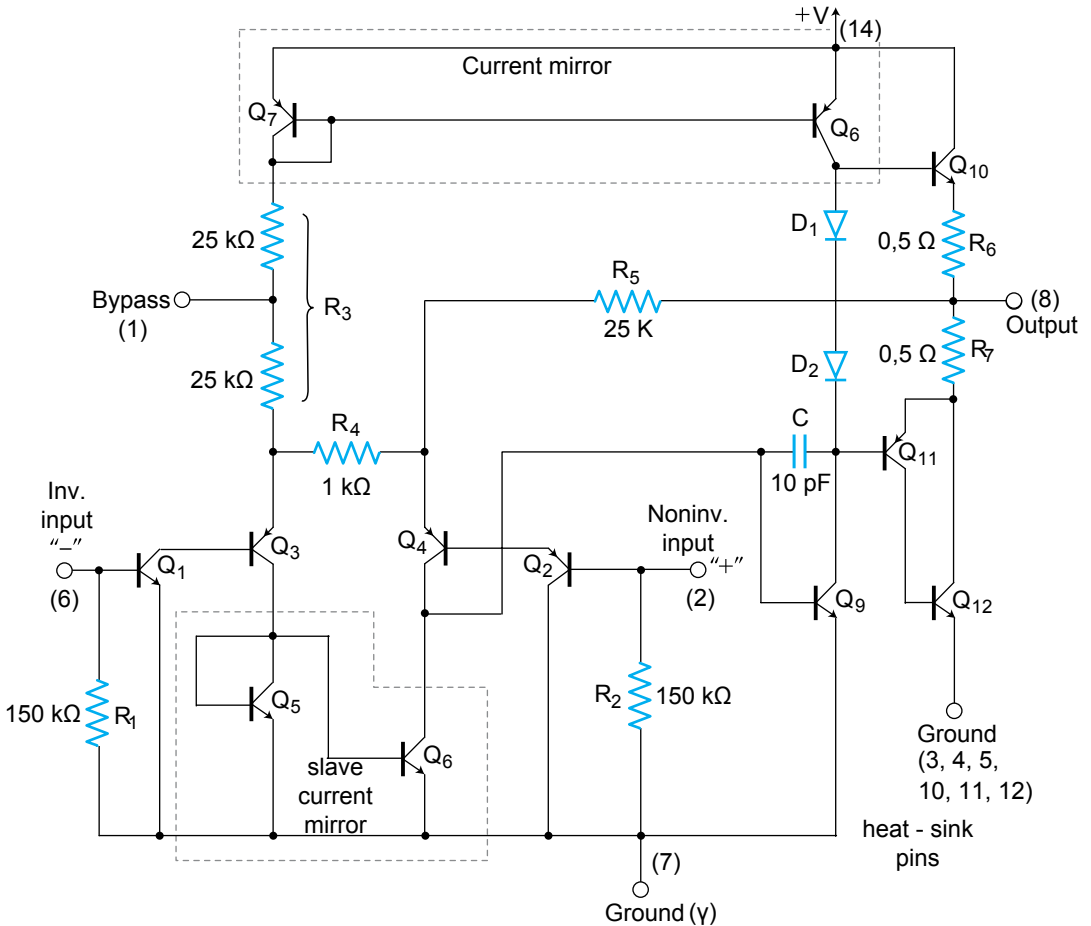 +V
(14)
Current mirror
Q7
Q6
Q10
25 kΩ
D1
0,5 Ω
R6
Bypass
(1)
R3
R5
25 K
(8)
Output
25 kΩ
D2
0,5 Ω
R7
R4
1 kΩ
C
10 pF
Q11
Inv.
input
“–”
(6)
Q1
Q3
Q4
Q2
Noninv.
input
“+”
(2)
Q9
Q12
150 kΩ
R1
Q5
R2
150 kΩ
Q6
slave
current
mirror
Ground
(3, 4, 5,
10, 11, 12)
heat - sink
pins
(7)
Ground (γ)